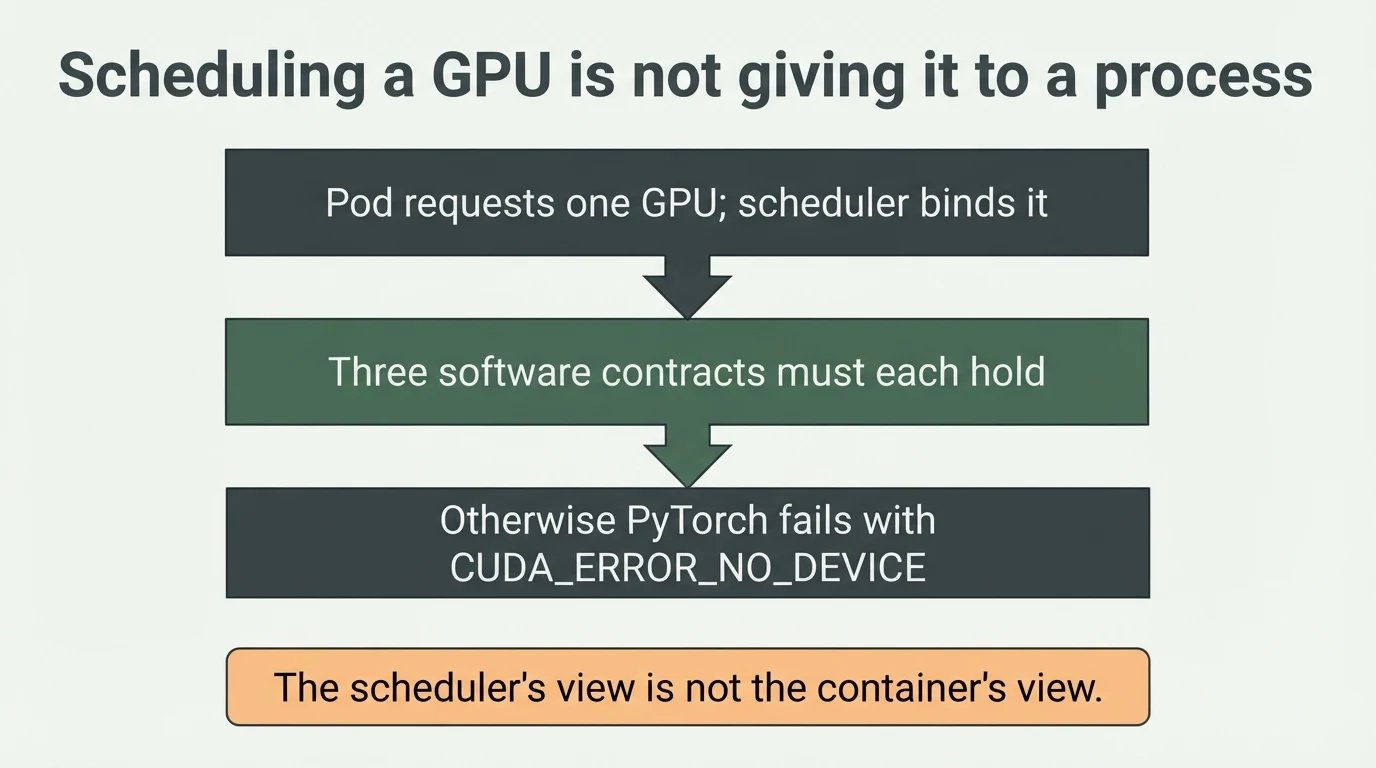 Scheduling a GPU is not giving it to a process
Pod requests one GPU; scheduler binds it
Three software contracts must each hold
Otherwise PyTorch fails with
CUDA_ERROR_NO_DEVICE
The scheduler's view is not the container's view.